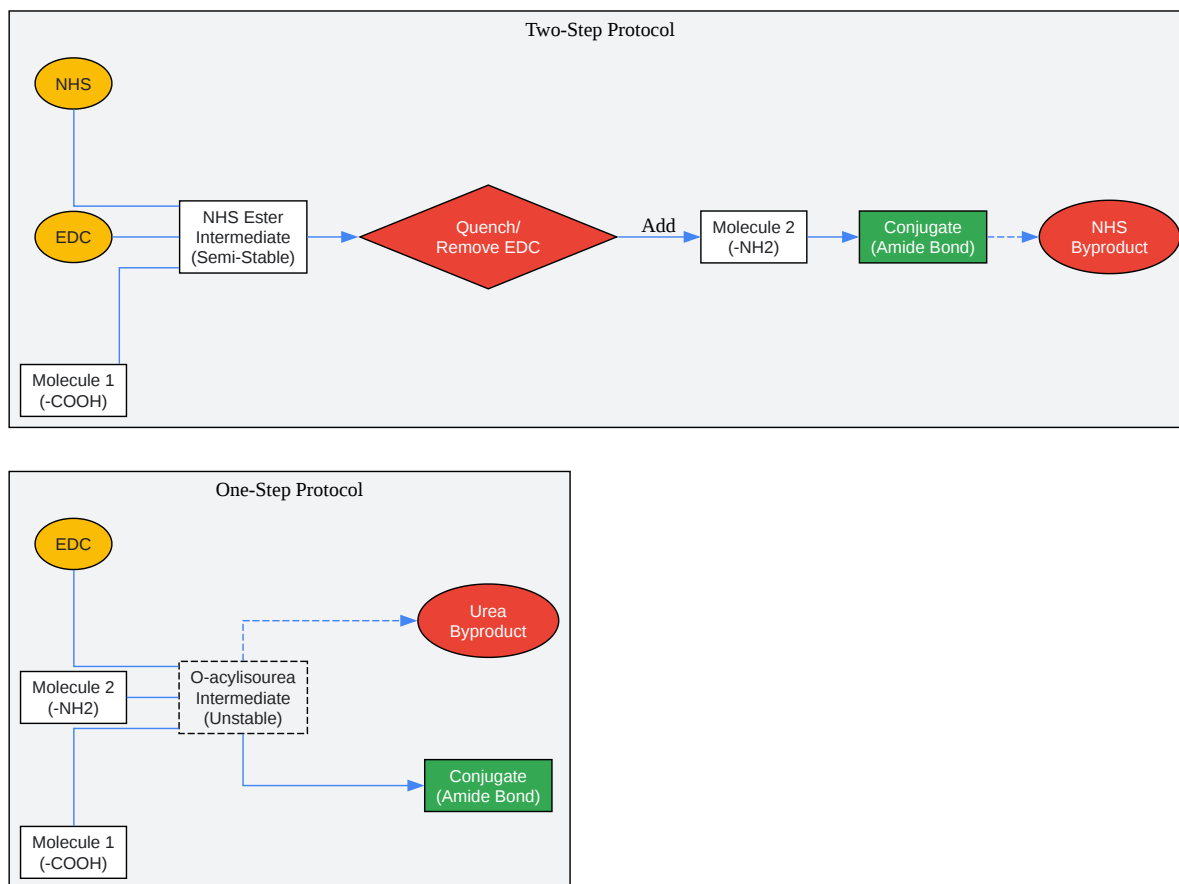 Two-Step Protocol
NHS
EDC
Molecule 1
(-COOH)
NHS Ester
Intermediate
(Semi-Stable)
Quench/
Remove EDC
Add
Molecule 2
(-NH2)
Conjugate
(Amide Bond)
NHS
Byproduct
One-Step Protocol
EDC
Molecule 2
(-NH2)
Molecule 1
(-COOH)
O-acylisourea
Intermediate
(Unstable)
Urea
Byproduct
Conjugate
(Amide Bond)